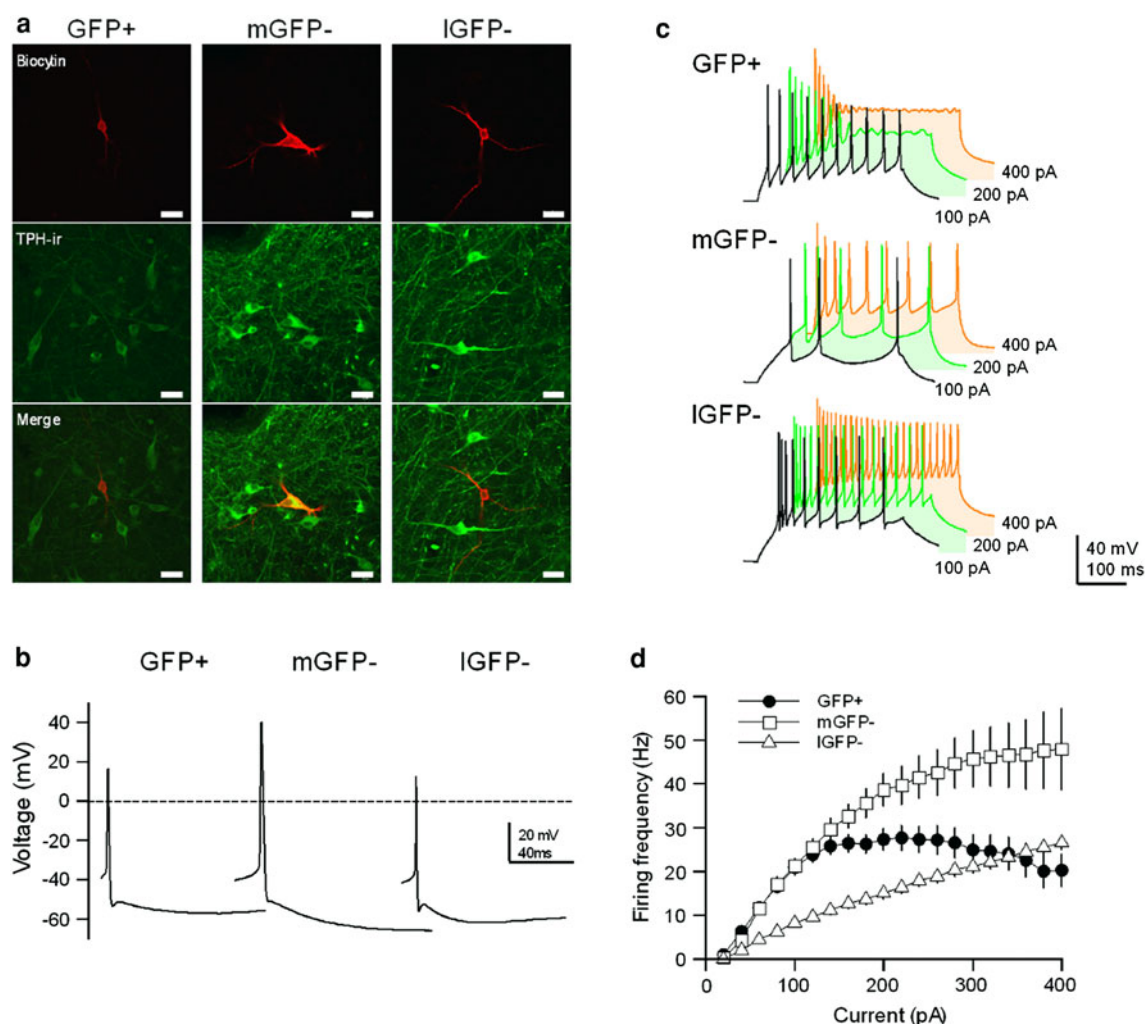 a
GFP+ mGFP- lGFP-
Biocytin
TPH-ir
Merge
b
GFP+ mGFP- lGFP-
Voltage (mV)
40
20
0
-20
-40
-60
20 mV
40ms
c
GFP+
400 pA
200 pA
100 pA
mGFP-
400 pA
200 pA
100 pA
lGFP-
400 pA
200 pA
100 pA
40 mV
100 ms
d
GFP+
mGFP-
lGFP-
Firing frequency (Hz)
60
50
40
30
20
10
0
0 100 200 300 400
Current (pA)